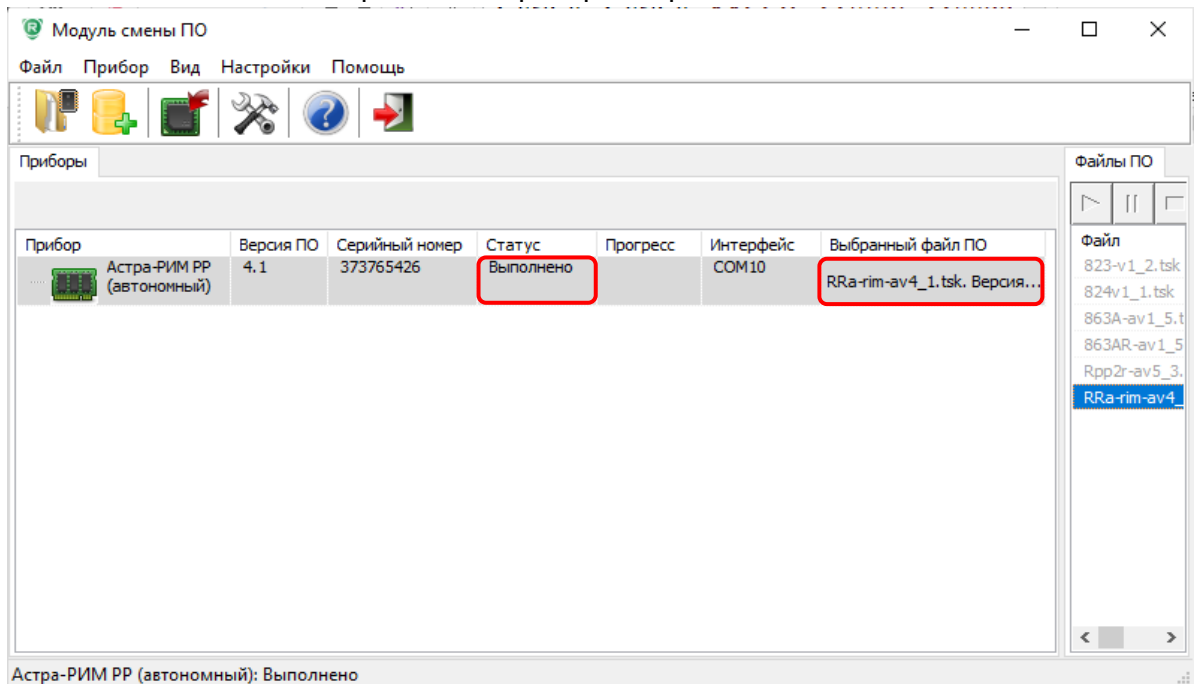 Модуль смены ПО
Файл Прибор Вид Настройки Помощь
Приборы
Файлы ПО
Прибор Версия ПО Серийный номер Статус Прогресс Интерфейс Выбранный файл ПО
Файл
Астра-РИМ РР 4.1 373765426 Выполнено COM10 RRa-rim-av4_1.tsk. Версия...
(автономный)
823-v1_2.tsk
824v1_1.tsk
863A-av1_5.t
863AR-av1_5
Rpp2r-av5_3.
RRa-rim-av4_
Астра-РИМ РР (автономный): Выполнено